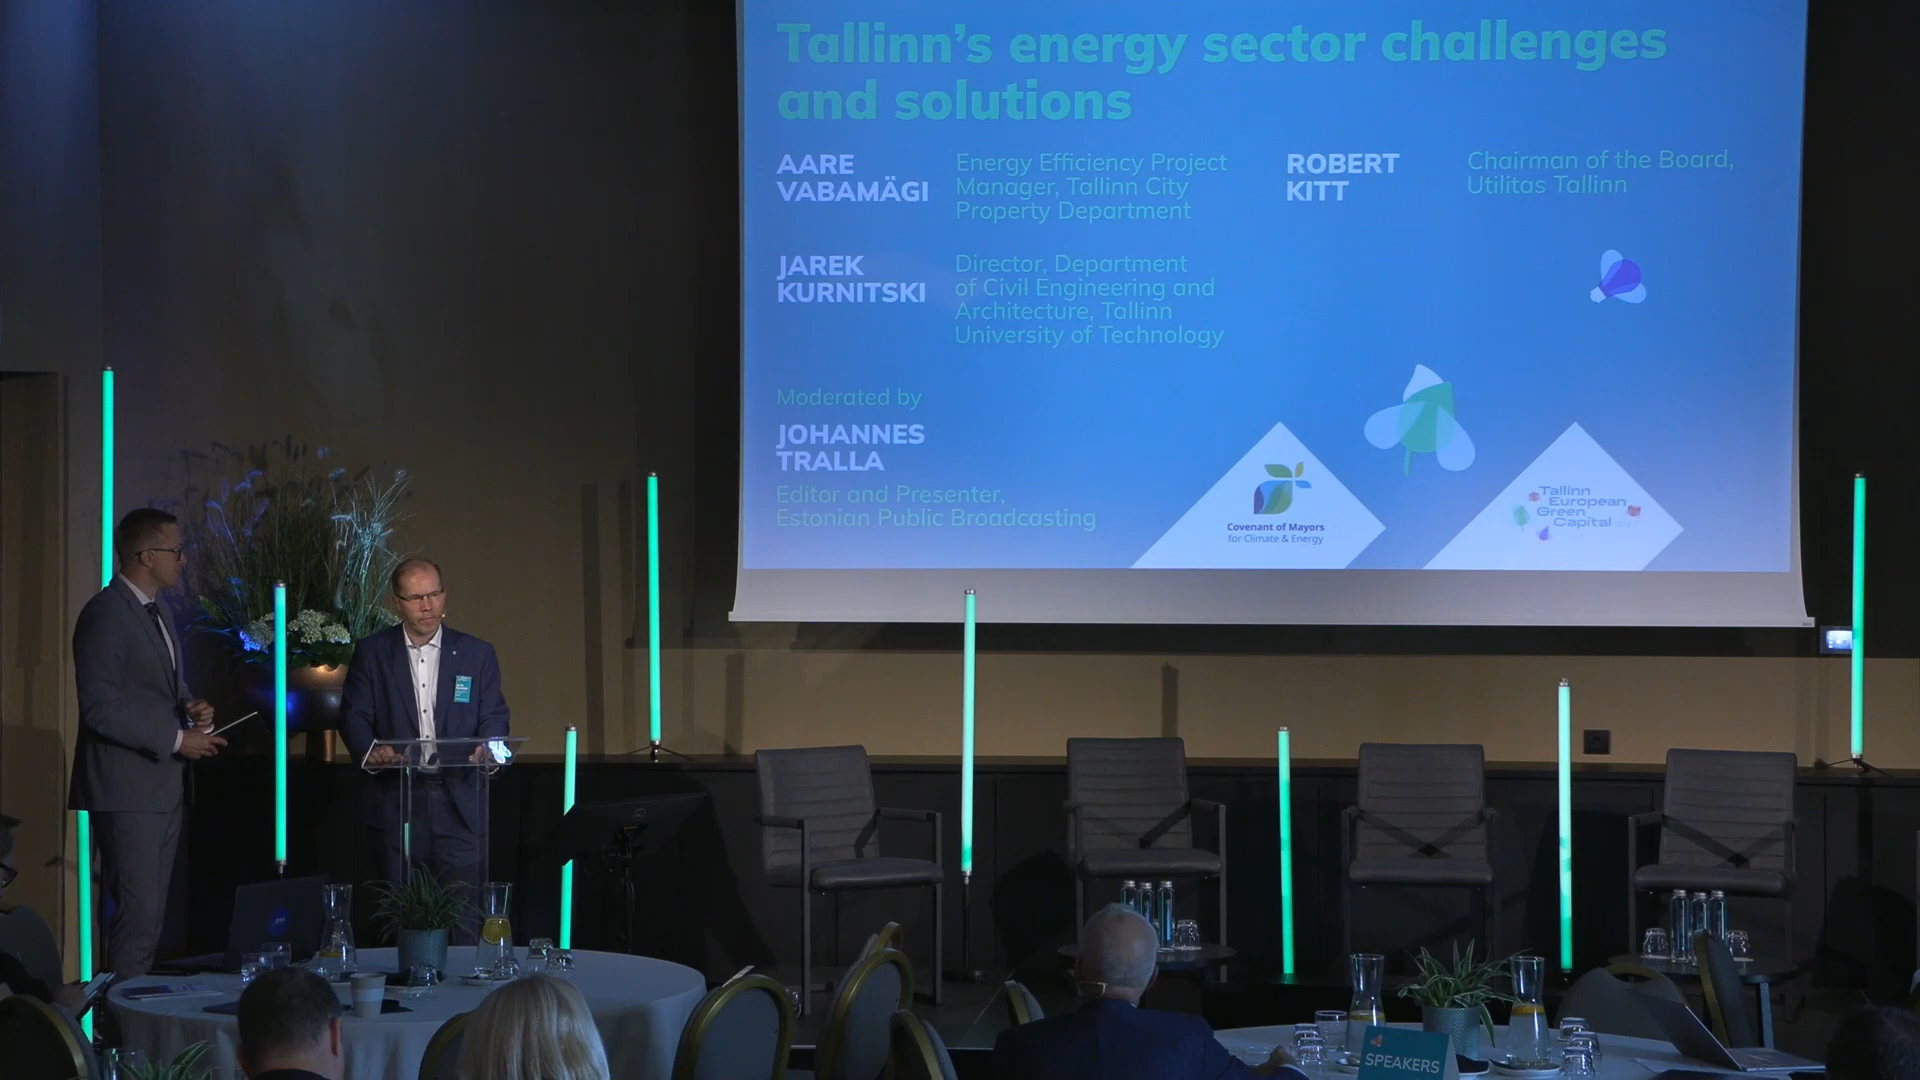 Tallinn's energy sector challenges
and solutions
AARE
VABAMÄGI
Energy Efficiency Project
Manager, Tallinn City
Property Department
ROBERT
KITT
Chairman of the Board,
Utilitas Tallinn
JAREK
KURNITSKI
Director, Department
of Civil Engineering and
Architecture, Tallinn
University of Technology
Moderated by
JOHANNES
TRALLA
Editor and Presenter,
Estonian Public Broadcasting
Covenant of Mayors
for Climate & Energy
Tallinn
European
Green
Capital
SPEAKERS